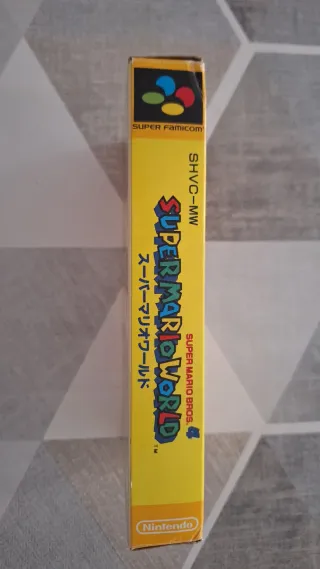 SUPER FAMICOM
SHVC-MW
SUPER MARIO BROS. 4
SUPER MARIO WORLD™
スーパーマリオワールド
Nintendo